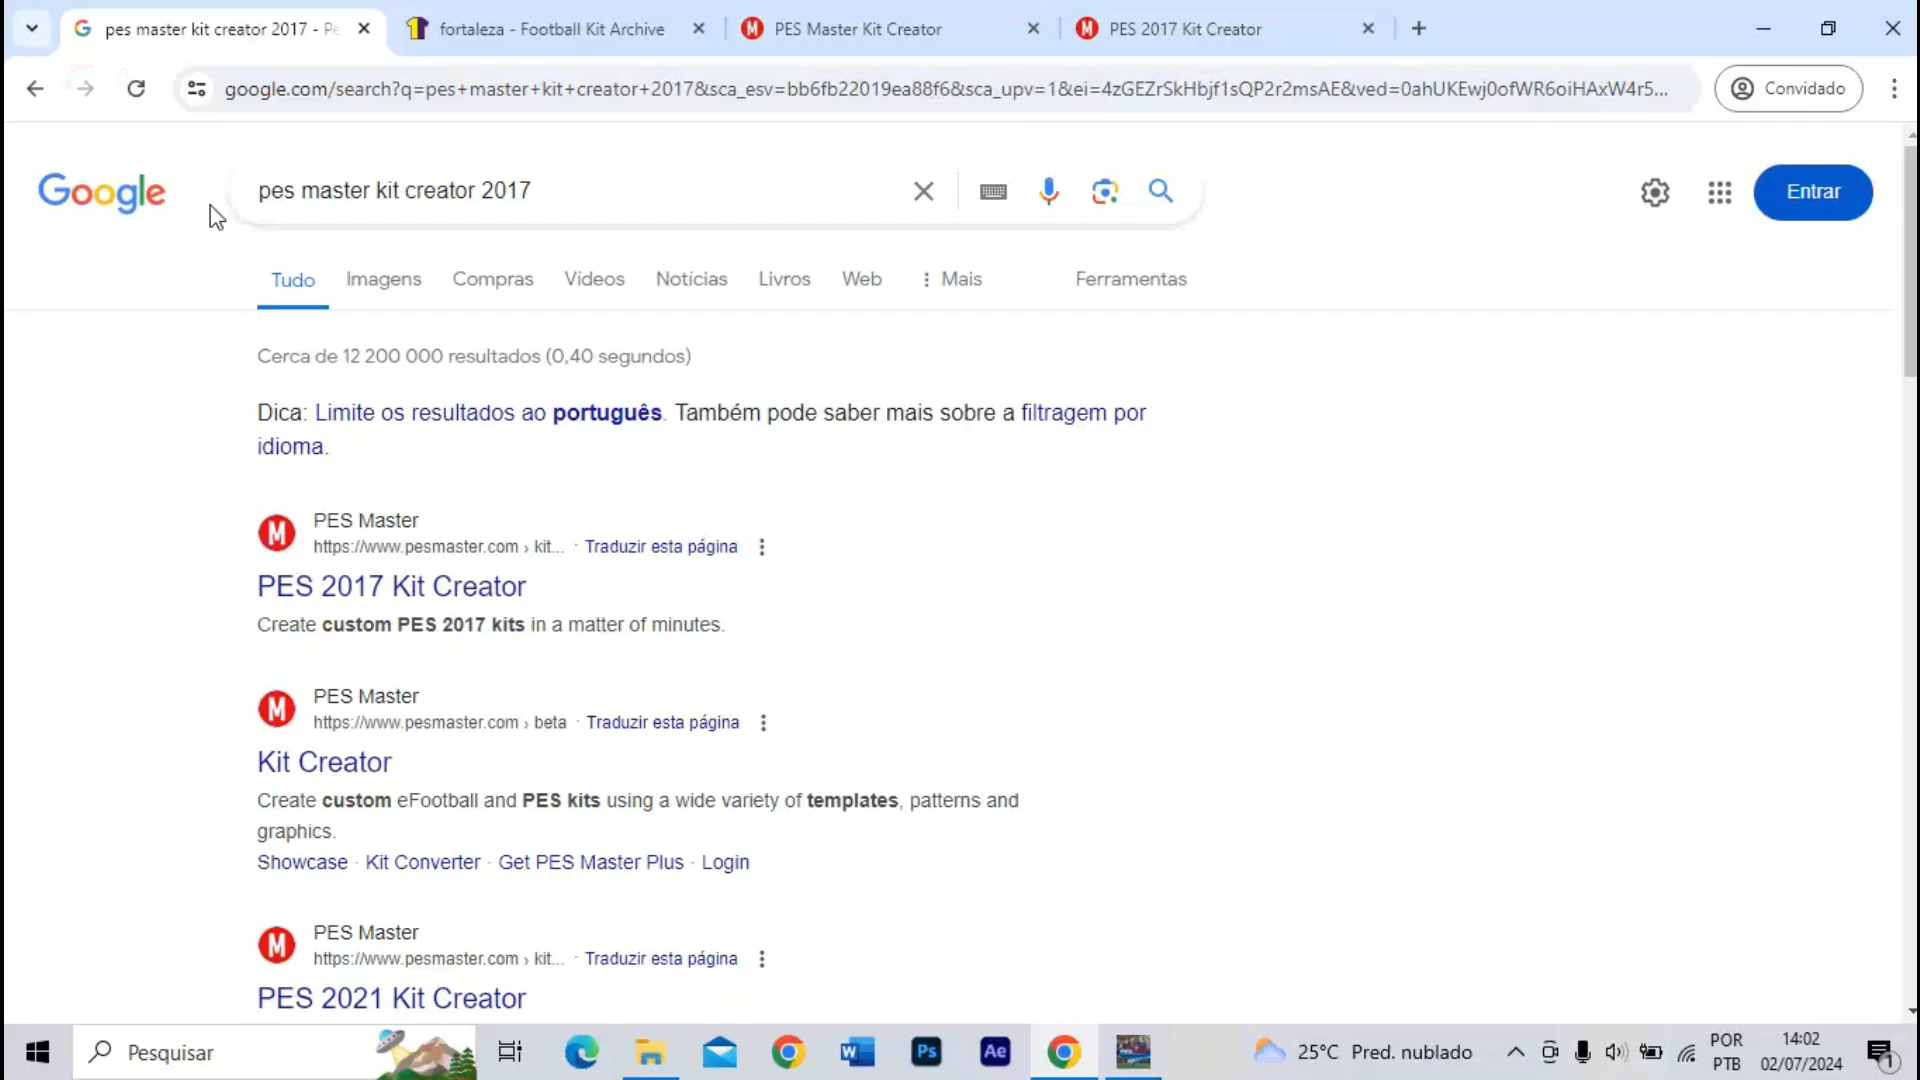 pes master kit creator 2017 - Pe
fortaleza - Football Kit Archive
PES Master Kit Creator
PES 2017 Kit Creator
google.com/search?q=pes+master+kit+creator+2017&sca_esv=bb6fb22019ea88f6&sca_upv=1&ei=4zGEZrSkHbjf1sQP2r2msAE&ved=0ahUKEwj0ofWR6oiHAxW4r5...
Convidado
Google
pes master kit creator 2017
Entrar
Tudo
Imagens
Compras
Vídeos
Notícias
Livros
Web
Mais
Ferramentas
Cerca de 12 200 000 resultados (0,40 segundos)
Dica: Limite os resultados ao português. Também pode saber mais sobre a filtragem por
idioma.
M
PES Master
https://www.pesmaster.com › kit... · Traduzir esta página
PES 2017 Kit Creator
Create custom PES 2017 kits in a matter of minutes.
M
PES Master
https://www.pesmaster.com › beta · Traduzir esta página
Kit Creator
Create custom eFootball and PES kits using a wide variety of templates, patterns and
graphics.
Showcase · Kit Converter · Get PES Master Plus · Login
M
PES Master
https://www.pesmaster.com › kit... · Traduzir esta página
PES 2021 Kit Creator
Pesquisar
W
Ps
Ae
25°C Pred. nublado
POR
PTB
14:02
02/07/2024
1